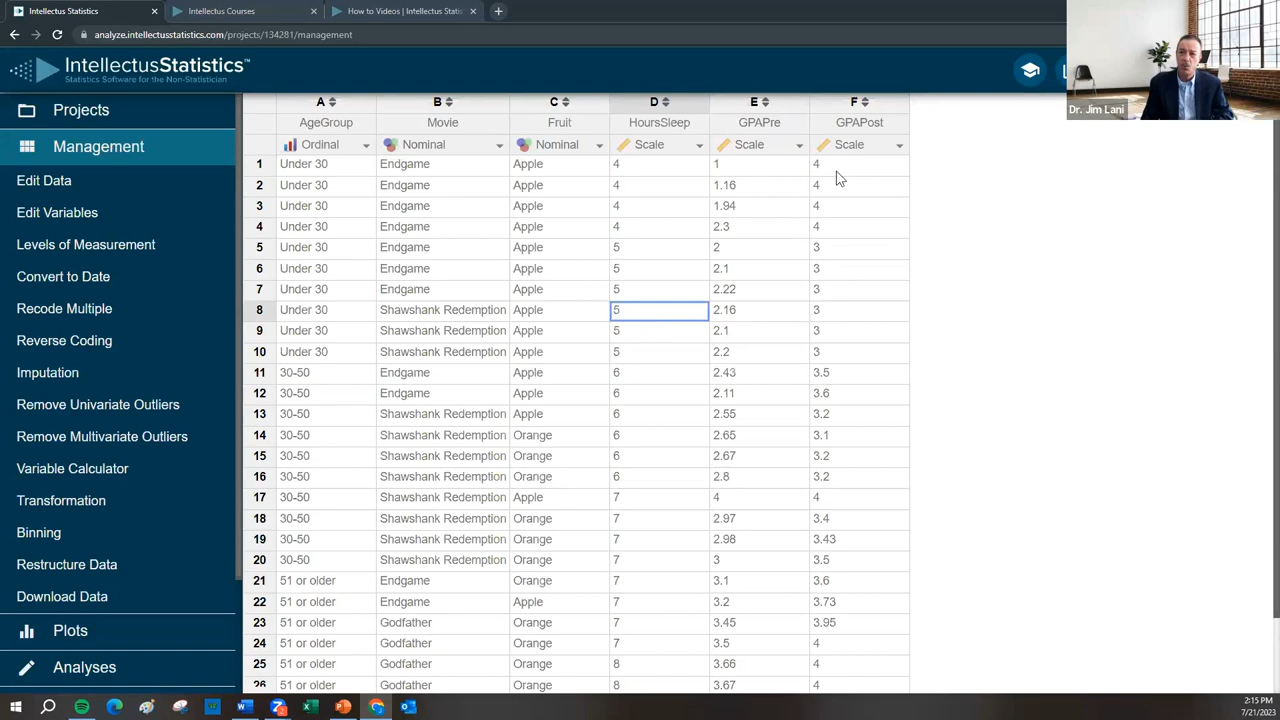 Intellectus Statistics
Intellectus Courses
How to Videos | Intellectus Statis
analyze.intellectusstatistics.com/projects/134281/management
IntellectusStatistics™
Statistics Software for the Non-Statistician
Dr. Jim Lani
Projects
Management
Edit Data
Edit Variables
Levels of Measurement
Convert to Date
Recode Multiple
Reverse Coding
Imputation
Remove Univariate Outliers
Remove Multivariate Outliers
Variable Calculator
Transformation
Binning
Restructure Data
Download Data
Plots
Analyses
A B C D E F
AgeGroup Movie Fruit HoursSleep GPAPre GPAPost
Ordinal Nominal Nominal Scale Scale Scale
1 Under 30 Endgame Apple 4 1 4
2 Under 30 Endgame Apple 4 1.16 4
3 Under 30 Endgame Apple 4 1.94 4
4 Under 30 Endgame Apple 4 2.3 4
5 Under 30 Endgame Apple 5 2 3
6 Under 30 Endgame Apple 5 2.1 3
7 Under 30 Endgame Apple 5 2.22 3
8 Under 30 Shawshank Redemption Apple 5 2.16 3
9 Under 30 Shawshank Redemption Apple 5 2.1 3
10 Under 30 Shawshank Redemption Apple 5 2.2 3
11 30-50 Endgame Apple 6 2.43 3.5
12 30-50 Endgame Apple 6 2.11 3.6
13 30-50 Shawshank Redemption Apple 6 2.55 3.2
14 30-50 Shawshank Redemption Orange 6 2.65 3.1
15 30-50 Shawshank Redemption Orange 6 2.67 3.2
16 30-50 Shawshank Redemption Orange 6 2.8 3.2
17 30-50 Shawshank Redemption Apple 7 4 4
18 30-50 Shawshank Redemption Orange 7 2.97 3.4
19 30-50 Shawshank Redemption Orange 7 2.98 3.43
20 30-50 Shawshank Redemption Orange 7 3 3.5
21 51 or older Endgame Orange 7 3.1 3.6
22 51 or older Endgame Apple 7 3.2 3.73
23 51 or older Godfather Orange 7 3.45 3.95
24 51 or older Godfather Orange 7 3.5 4
25 51 or older Godfather Orange 8 3.66 4
26 51 or older Godfather Orange 8 3.67 4
2:15 PM
7/21/2023